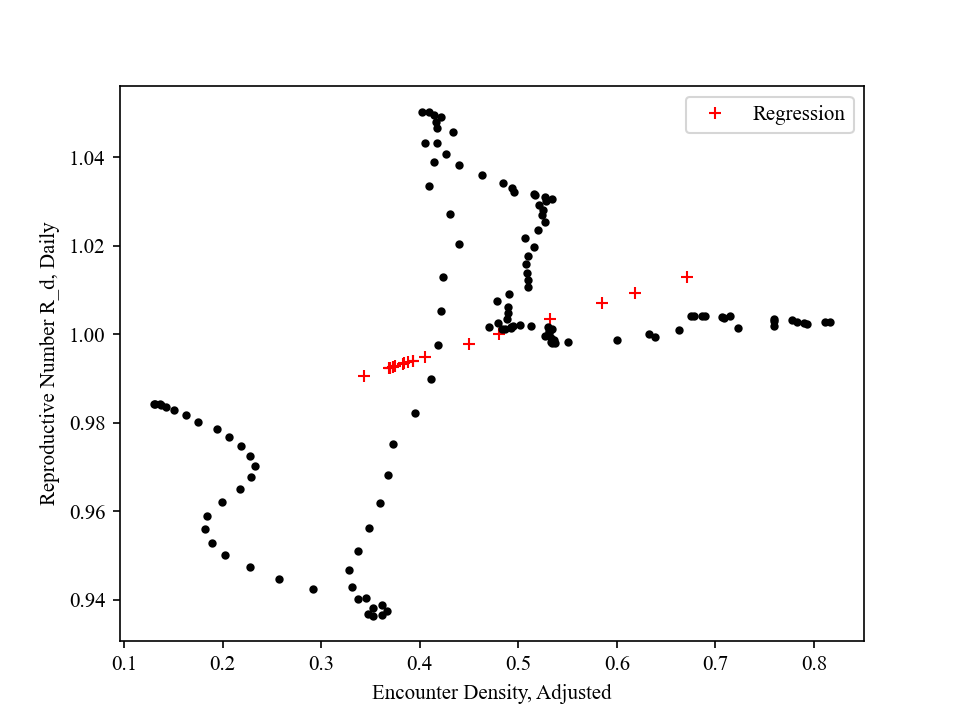 Regression
1.04
1.02
1.00
0.98
0.96
0.94
Reproductive Number R_d, Daily
0.1 0.2 0.3 0.4 0.5 0.6 0.7 0.8
Encounter Density, Adjusted